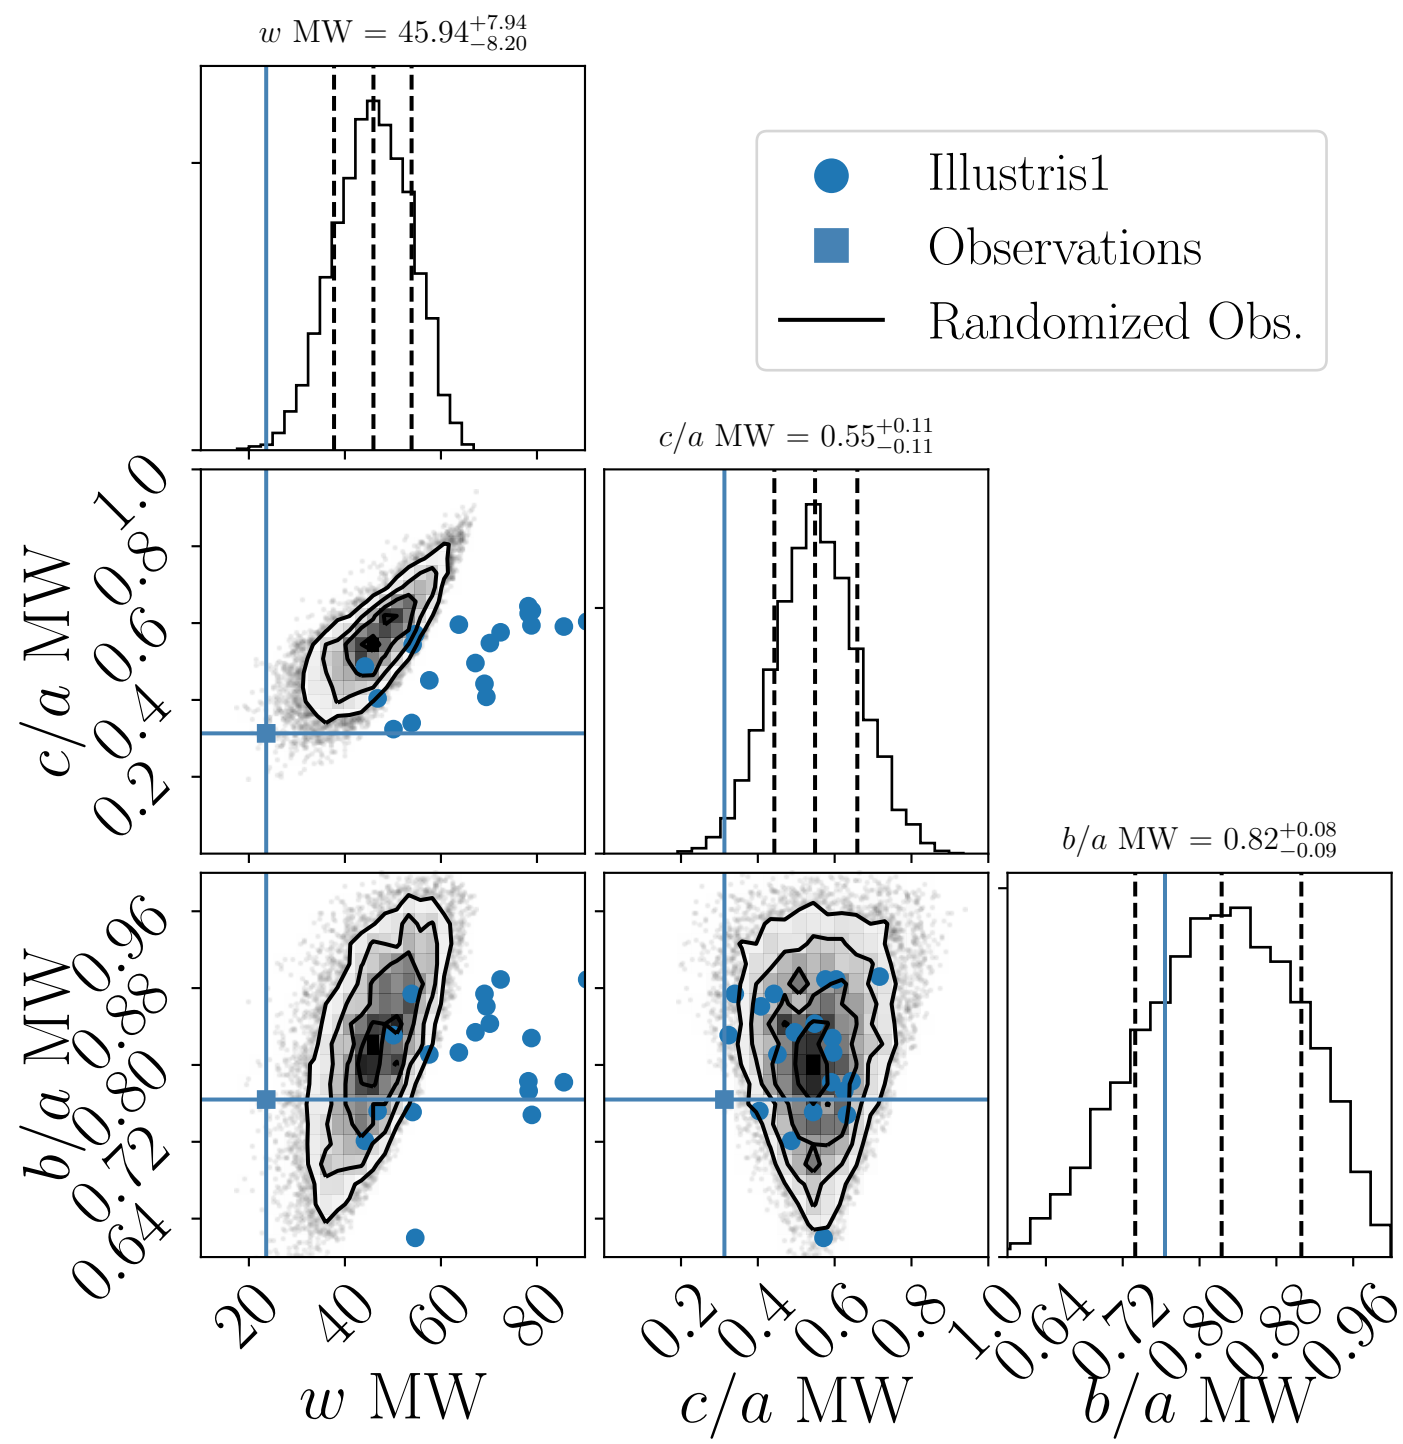 w MW = 45.94^{+7.94}_{-8.20}
Illustris1
Observations
Randomized Obs.
c/a MW = 0.55^{+0.11}_{-0.11}
c/a MW
1.0
0.8
0.6
0.4
0.2
b/a MW = 0.82^{+0.08}_{-0.09}
b/a MW
0.96
0.88
0.80
0.72
0.64
20 40 60 80
w MW
0.2 0.4 0.6 0.8 1.0
c/a MW
0.64 0.72 0.80 0.88 0.96
b/a MW